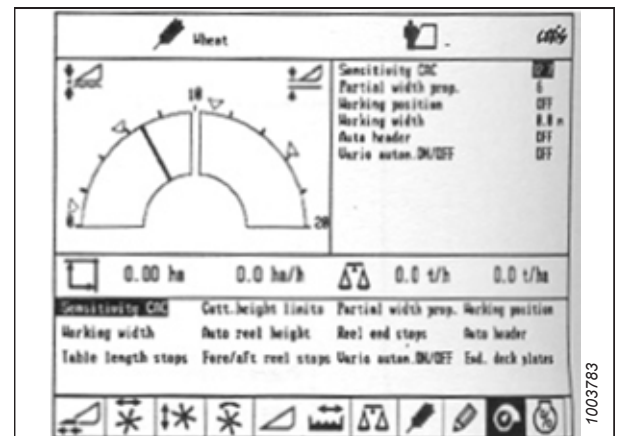 Wheat
CEBIS
Sensitivity CAC
Partial width prop. 6
Working position OFF
Working width 0.0 m
Auto header OFF
Vario autom.ON/OFF OFF
10
0 20
0.00 ha 0.0 ha/h 0.0 t/h 0.0 t/ha
Sensitivity CAC Cutt.height limits Partial width prop. Working position
Working width Auto reel height Reel end stops Auto header
Table length stops Fore/aft reel stops Vario autom.ON/OFF End. deck plates
%
1003783